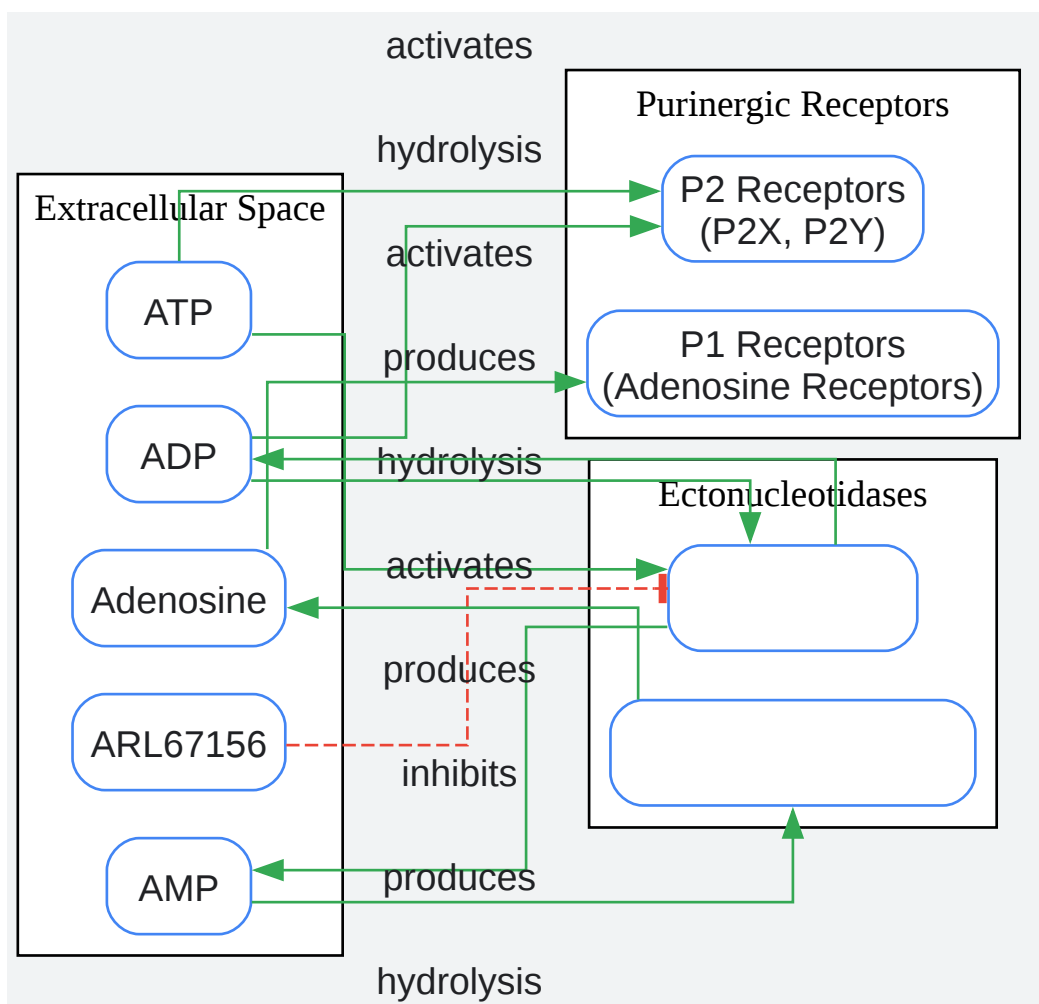 activates
Purinergic Receptors
hydrolysis
P2 Receptors
(P2X, P2Y)
Extracellular Space
activates
ATP
P1 Receptors
(Adenosine Receptors)
produces
ADP
hydrolysis
Ectonucleotidases
activates
Adenosine
produces
ARL67156
inhibits
AMP
produces
hydrolysis